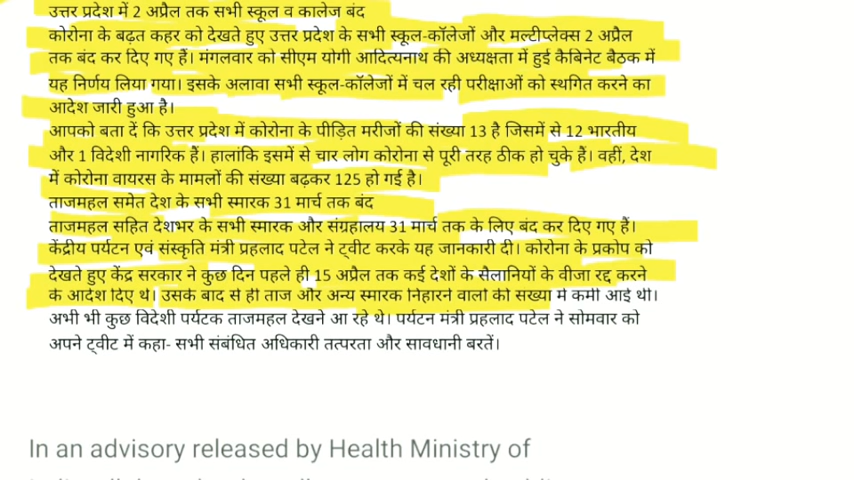 उत्तर प्रदेश में 2 अप्रैल तक सभी स्कूल व कालेज बंद
कोरोना के बढ़त कहर को देखते हुए उत्तर प्रदेश के सभी स्कूल-कॉलेजों और मल्टीप्लेक्स 2 अप्रैल
तक बंद कर दिए गए हैं। मंगलवार को सीएम योगी आदित्यनाथ की अध्यक्षता में हुई कैबिनेट बैठक में
यह निर्णय लिया गया। इसके अलावा सभी स्कूल-कॉलेजों में चल रही परीक्षाओं को स्थगित करने का
आदेश जारी हुआ है।
आपको बता दें कि उत्तर प्रदेश में कोरोना के पीड़ित मरीजों की संख्या 13 है जिसमें से 12 भारतीय
और 1 विदेशी नागरिक हैं। हालांकि इसमें से चार लोग कोरोना से पूरी तरह ठीक हो चुके हैं। वहीं, देश
में कोरोना वायरस के मामलों की संख्या बढ़कर 125 हो गई है।
ताजमहल समेत देश के सभी स्मारक 31 मार्च तक बंद
ताजमहल सहित देशभर के सभी स्मारक और संग्रहालय 31 मार्च तक के लिए बंद कर दिए गए हैं।
केंद्रीय पर्यटन एवं संस्कृति मंत्री प्रहलाद पटेल ने ट्वीट करके यह जानकारी दी। कोरोना के प्रकोप को
देखते हुए केंद्र सरकार ने कुछ दिन पहले ही 15 अप्रैल तक कई देशों के सैलानियों के वीजा रद्द करने
के आदेश दिए थे। उसके बाद से ही ताज और अन्य स्मारक निहारने वालों की संख्या में कमी आई थी।
अभी भी कुछ विदेशी पर्यटक ताजमहल देखने आ रहे थे। पर्यटन मंत्री प्रहलाद पटेल ने सोमवार को
अपने ट्वीट में कहा- सभी संबंधित अधिकारी तत्परता और सावधानी बरतें।
In an advisory released by Health Ministry of